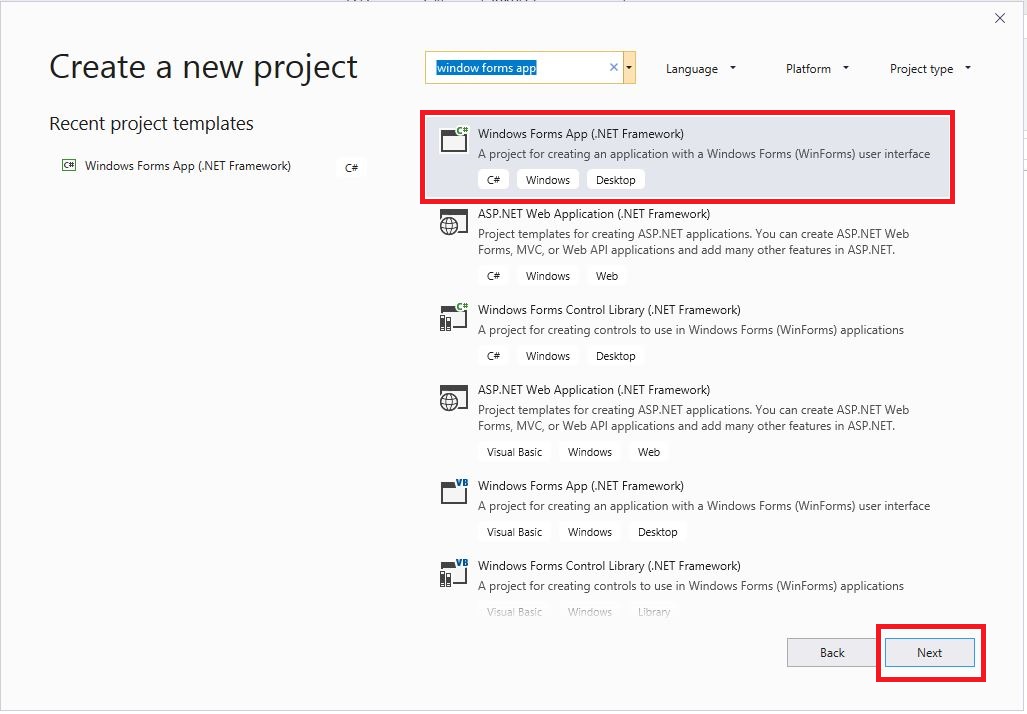 Create a new project
window forms app
Language
Platform
Project type
Recent project templates
C# Windows Forms App (.NET Framework) C#
C#
Windows Forms App (.NET Framework)
A project for creating an application with a Windows Forms (WinForms) user interface
C# Windows Desktop
ASP.NET Web Application (.NET Framework)
Project templates for creating ASP.NET applications. You can create ASP.NET Web
Forms, MVC, or Web API applications and add many other features in ASP.NET.
C# Windows Web
C#
Windows Forms Control Library (.NET Framework)
A project for creating controls to use in Windows Forms (WinForms) applications
C# Windows Desktop
ASP.NET Web Application (.NET Framework)
Project templates for creating ASP.NET applications. You can create ASP.NET Web
Forms, MVC, or Web API applications and add many other features in ASP.NET.
Visual Basic Windows Web
VB
Windows Forms App (.NET Framework)
A project for creating an application with a Windows Forms (WinForms) user interface
Visual Basic Windows Desktop
VB
Windows Forms Control Library (.NET Framework)
A project for creating controls to use in Windows Forms (WinForms) applications
Visual Basic Windows Library
Back
Next